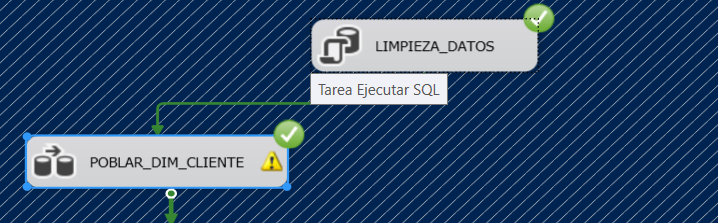 LIMPIEZA_DATOS
Tarea Ejecutar SQL
POBLAR_DIM_CLIENTE